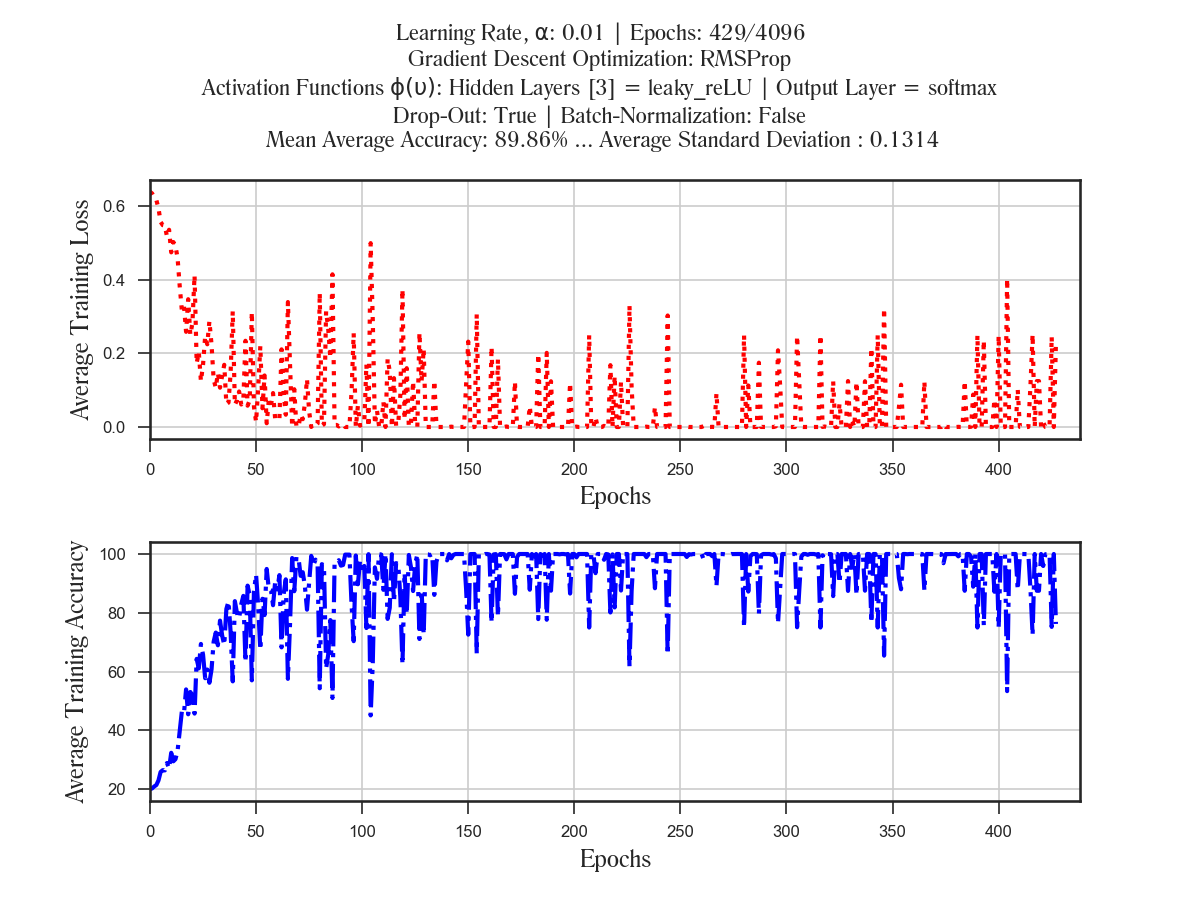 Learning Rate, α: 0.01 | Epochs: 429/4096
Gradient Descent Optimization: RMSProp
Activation Functions ϕ(υ): Hidden Layers [3] = leaky_reLU | Output Layer = softmax
Drop-Out: True | Batch-Normalization: False
Mean Average Accuracy: 89.86% ... Average Standard Deviation : 0.1314
Average Training Loss
0.6
0.4
0.2
0.0
0 50 100 150 200 250 300 350 400
Epochs
Average Training Accuracy
100
80
60
40
20
0 50 100 150 200 250 300 350 400
Epochs